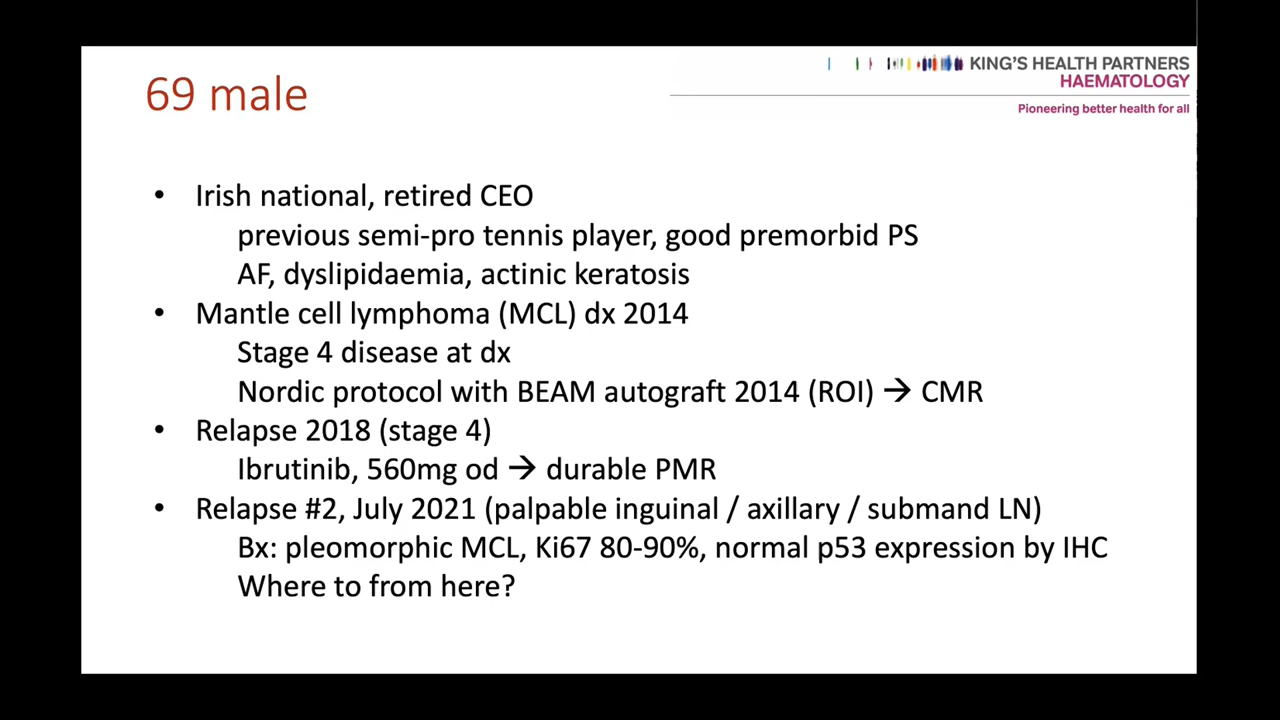 69 male
KING'S HEALTH PARTNERS
HAEMATOLOGY
Pioneering better health for all
• Irish national, retired CEO
previous semi-pro tennis player, good premorbid PS
AF, dyslipidaemia, actinic keratosis
• Mantle cell lymphoma (MCL) dx 2014
Stage 4 disease at dx
Nordic protocol with BEAM autograft 2014 (ROI) → CMR
• Relapse 2018 (stage 4)
Ibrutinib, 560mg od → durable PMR
• Relapse #2, July 2021 (palpable inguinal / axillary / submand LN)
Bx: pleomorphic MCL, Ki67 80-90%, normal p53 expression by IHC
Where to from here?